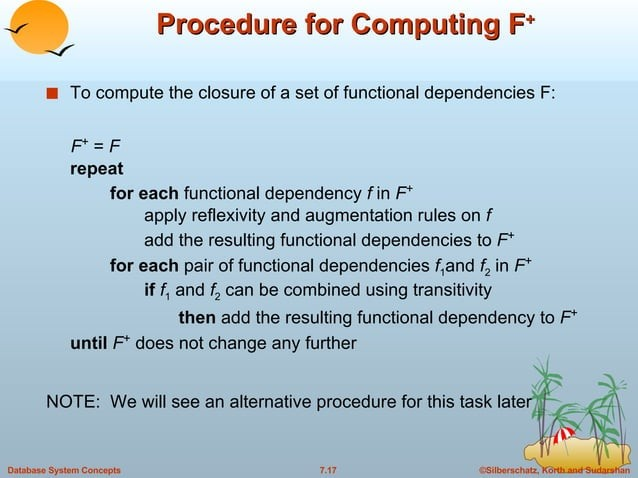 Procedure for Computing F+
To compute the closure of a set of functional dependencies F:
F+ = F
repeat
for each functional dependency f in F+
apply reflexivity and augmentation rules on f
add the resulting functional dependencies to F+
for each pair of functional dependencies f1and f2 in F+
if f1 and f2 can be combined using transitivity
then add the resulting functional dependency to F+
until F+ does not change any further
NOTE: We will see an alternative procedure for this task later
Database System Concepts 7.17 ©Silberschatz, Korth and Sudarshan